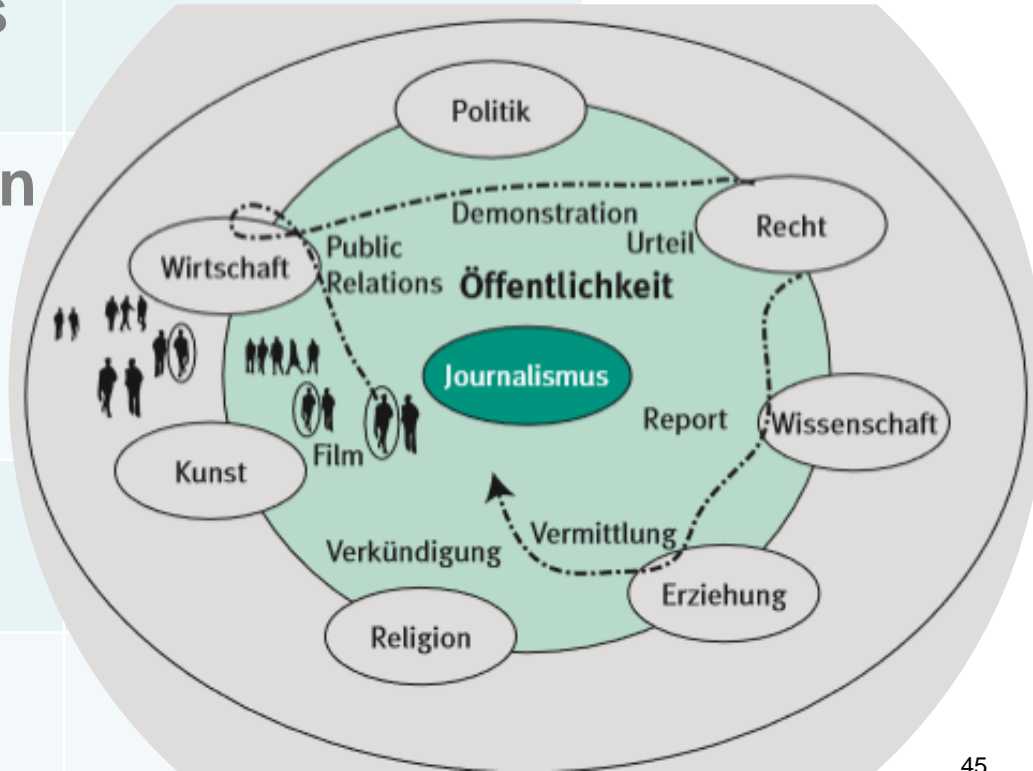 s
n
Politik
Demonstration
Recht
Urteil
Public
Relations
Wirtschaft
Öffentlichkeit
Journalismus
Report
Wissenschaft
Film
Kunst
Vermittlung
Verkündigung
Erziehung
Religion
45